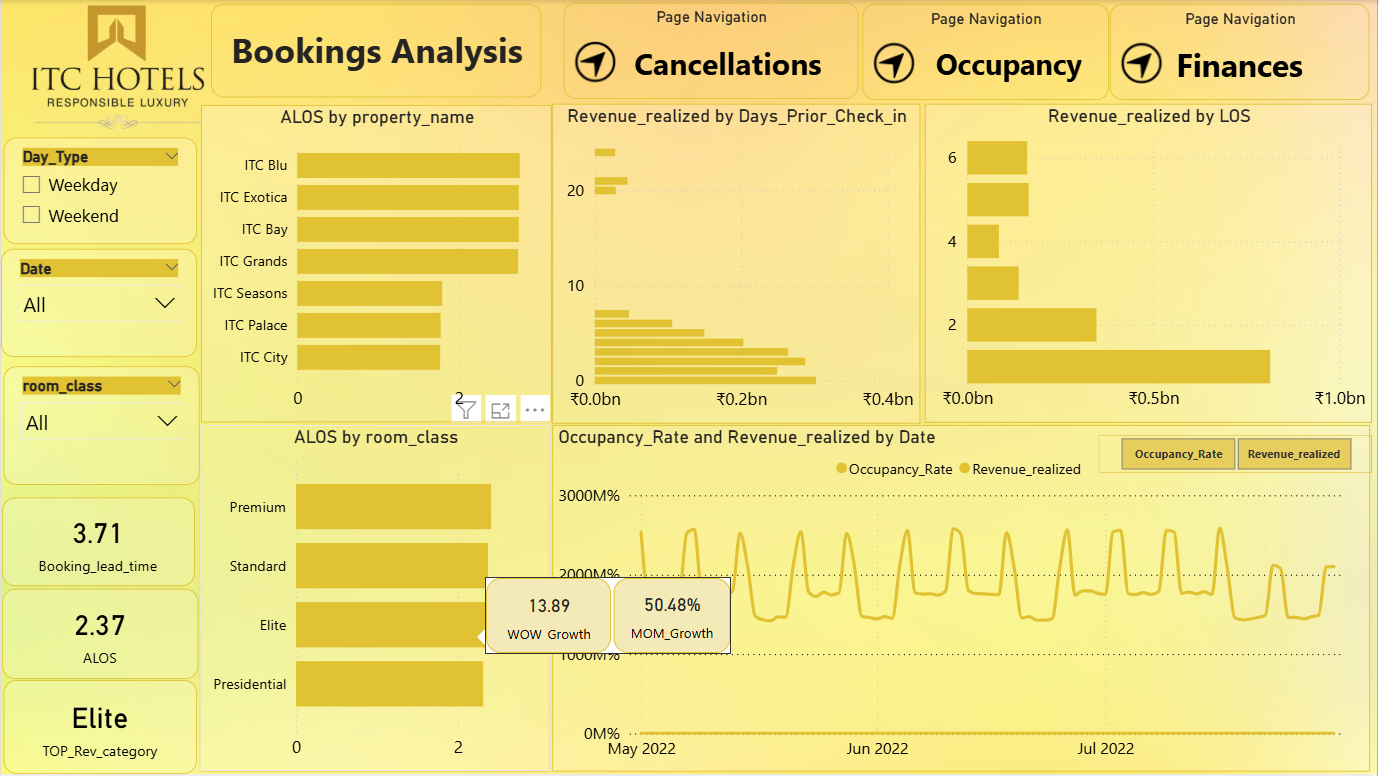 ITC HOTELS
RESPONSIBLE LUXURY
Bookings Analysis
Page Navigation
Cancellations
Page Navigation
Occupancy
Page Navigation
Finances
Day_Type
Weekday
Weekend
Date
All
room_class
All
3.71
Booking_lead_time
2.37
ALOS
Elite
TOP_Rev_category
ALOS by property_name
ITC Blu
ITC Exotica
ITC Bay
ITC Grands
ITC Seasons
ITC Palace
ITC City
0 2
Revenue_realized by Days_Prior_Check_in
20
10
0
₹0.0bn ₹0.2bn ₹0.4bn
Revenue_realized by LOS
6
4
2
₹0.0bn ₹0.5bn ₹1.0bn
ALOS by room_class
Premium
Standard
Elite
Presidential
0 2
13.89
WOW Growth
50.48%
MOM_Growth
Occupancy_Rate and Revenue_realized by Date
Occupancy_Rate Revenue_realized
Occupancy_Rate Revenue_realized
3000M%
2000M%
1000M%
0M%
May 2022 Jun 2022 Jul 2022